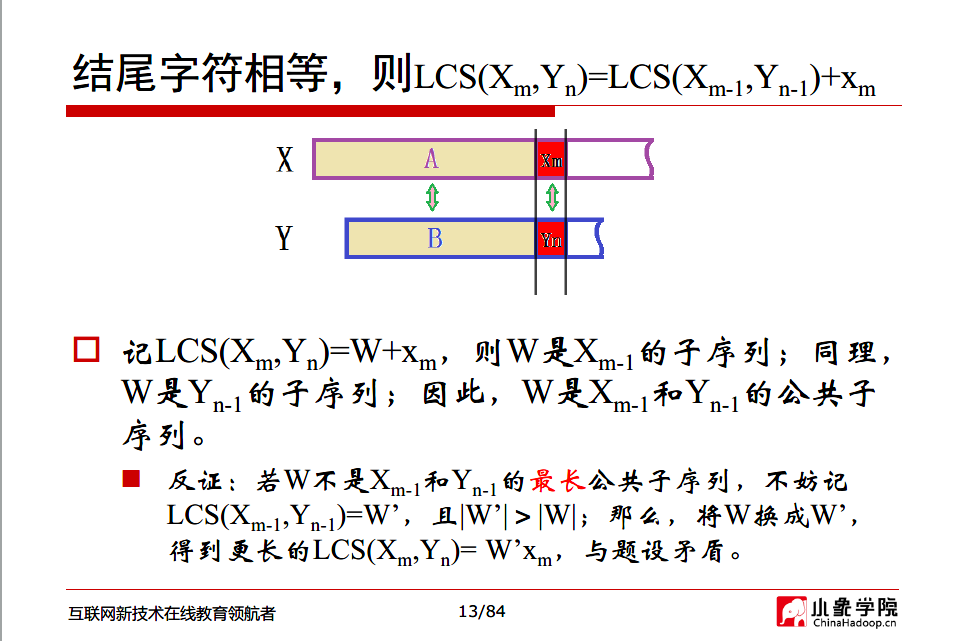 结尾字符相等，则LCS(Xm,Yn)=LCS(Xm-1,Yn-1)+xm
X A Xm
Y B Yn
记LCS(Xm,Yn)=W+xm，则W是Xm-1的子序列；同理，
W是Yn-1的子序列；因此，W是Xm-1和Yn-1的公共子
序列。
反证：若W不是Xm-1和Yn-1的最长公共子序列，不妨记
LCS(Xm-1,Yn-1)=W’，且|W’|＞|W|；那么，将W换成W’，
得到更长的LCS(Xm,Yn)= W’xm，与题设矛盾。
互联网新技术在线教育领航者
13/84
小象学院
ChinaHadoop.cn